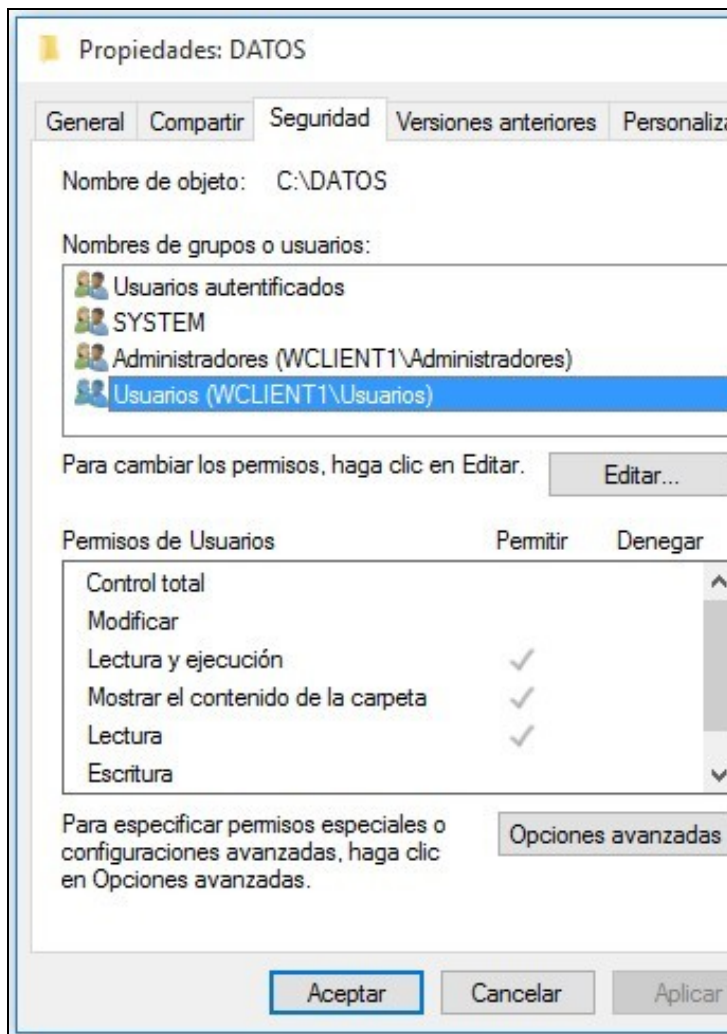 Propiedades: DATOS
General Compartir Seguridad Versiones anteriores Personaliza
Nombre de objeto: C:\DATOS
Nombres de grupos o usuarios:
Usuarios autentificados
SYSTEM
Administradores (WCLIENT1\Administradores)
Usuarios (WCLIENT1\Usuarios)
Para cambiar los permisos, haga clic en Editar. Editar...
Permisos de Usuarios Permitir Denegar
Control total
Modificar
Lectura y ejecución
Mostrar el contenido de la carpeta
Lectura
Escritura
Para especificar permisos especiales o
configuraciones avanzadas, haga clic
en Opciones avanzadas.
Opciones avanzadas
Aceptar Cancelar Aplicar